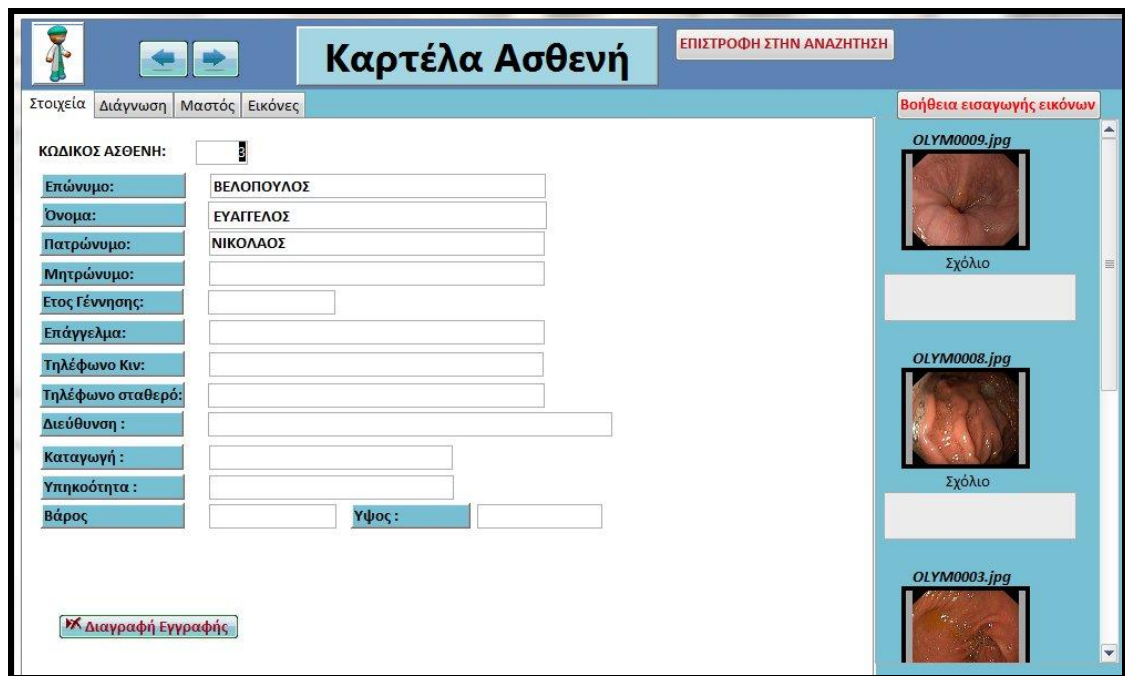 Καρτέλα Ασθενή
ΕΠΙΣΤΡΟΦΗ ΣΤΗΝ ΑΝΑΖΗΤΗΣΗ
Στοιχεία Διάγνωση Μαστός Εικόνες
Βοήθεια εισαγωγής εικόνων
ΚΩΔΙΚΟΣ ΑΣΘΕΝΗ: 3
Επώνυμο: ΒΕΛΟΠΟΥΛΟΣ
Όνομα: ΕΥΑΓΓΕΛΟΣ
Πατρώνυμο: ΝΙΚΟΛΑΟΣ
Μητρώνυμο:
Ετος Γέννησης:
Επάγγελμα:
Τηλέφωνο Κιν:
Τηλέφωνο σταθερό:
Διεύθυνση :
Καταγωγή :
Υπηκοότητα :
Βάρος Υψος :
Διαγραφή Εγγραφής
OLYM0009.jpg
Σχόλιο
OLYM0008.jpg
Σχόλιο
OLYM0003.jpg